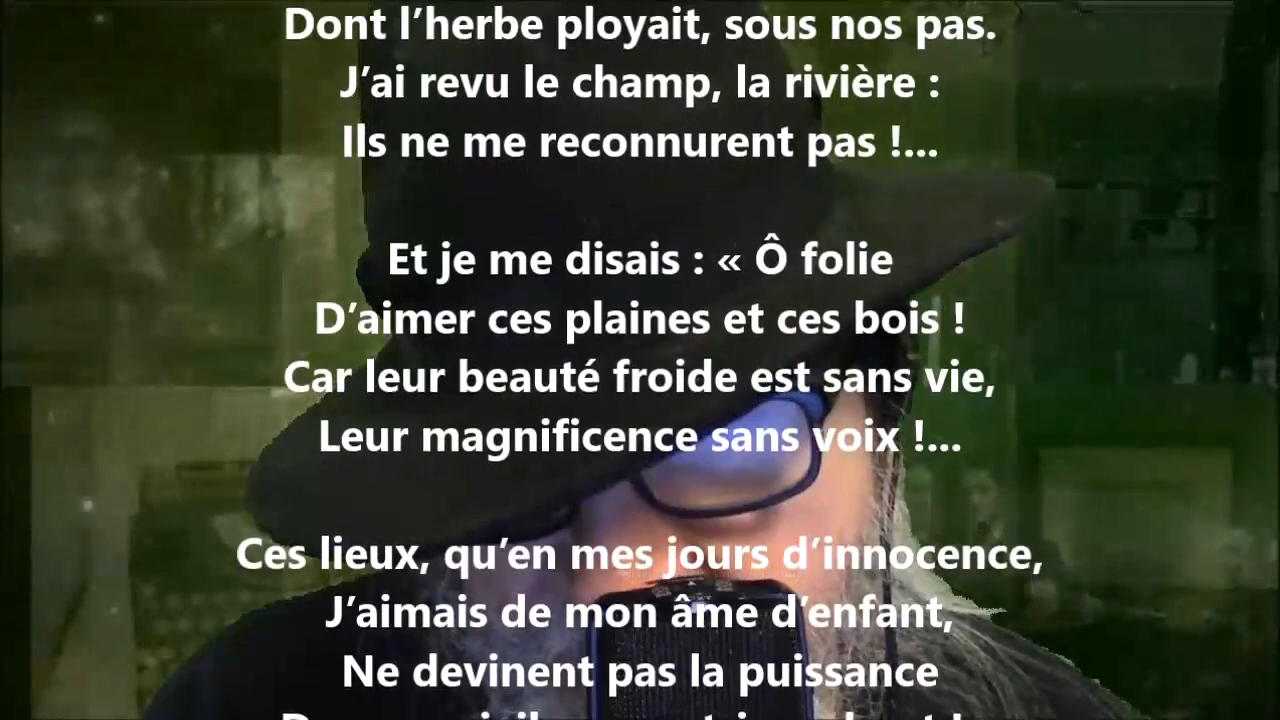 Dont l’herbe ployait, sous nos pas.
J’ai revu le champ, la rivière :
Ils ne me reconnurent pas !...
Et je me disais : « Ô folie
D’aimer ces plaines et ces bois !
Car leur beauté froide est sans vie,
Leur magnificence sans voix !...
Ces lieux, qu’en mes jours d’innocence,
J’aimais de mon âme d’enfant,
Ne devinent pas la puissance